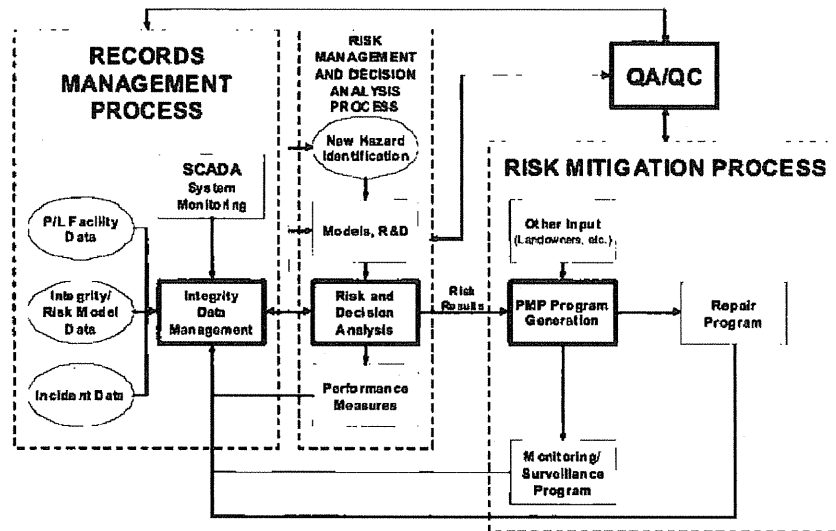 RECORDS
MANAGEMENT
PROCESS
RISK
MANAGEMENT
AND DECISION
ANALYSIS
PROCESS
QA/QC
New Hazard
Identification
SCADA
System
Monitoring
RISK MITIGATION PROCESS
P/L Facility
Data
Models, R&D
Other Input
(Landowners, etc.)
Integrity/
Risk Model
Data
Integrity
Data
Management
Risk and
Decision
Analysis
Risk
Results
PMP Program
Generation
Repair
Program
Incident Data
Performance
Measures
Monitoring/
Surveillance
Program